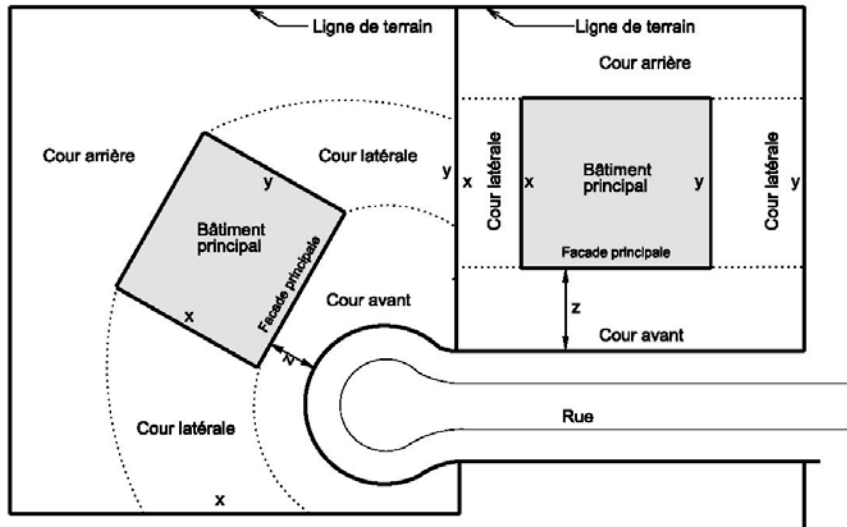 Ligne de terrain
Ligne de terrain
Cour arrière
Cour arrière
Cour latérale
y
y
Bâtiment
principal
Facade principale
x
Cour avant
z
Cour latérale
x
x
Cour latérale
x
Bâtiment
principal
y
Cour latérale
y
Facade principale
z
Cour avant
Rue